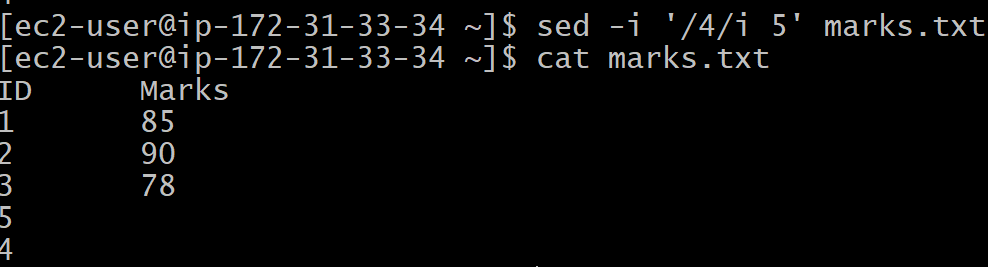 [ec2-user@ip-172-31-33-34 ~]$ sed -i '/4/i 5' marks.txt
[ec2-user@ip-172-31-33-34 ~]$ cat marks.txt
ID Marks
1 85
2 90
3 78
5
4